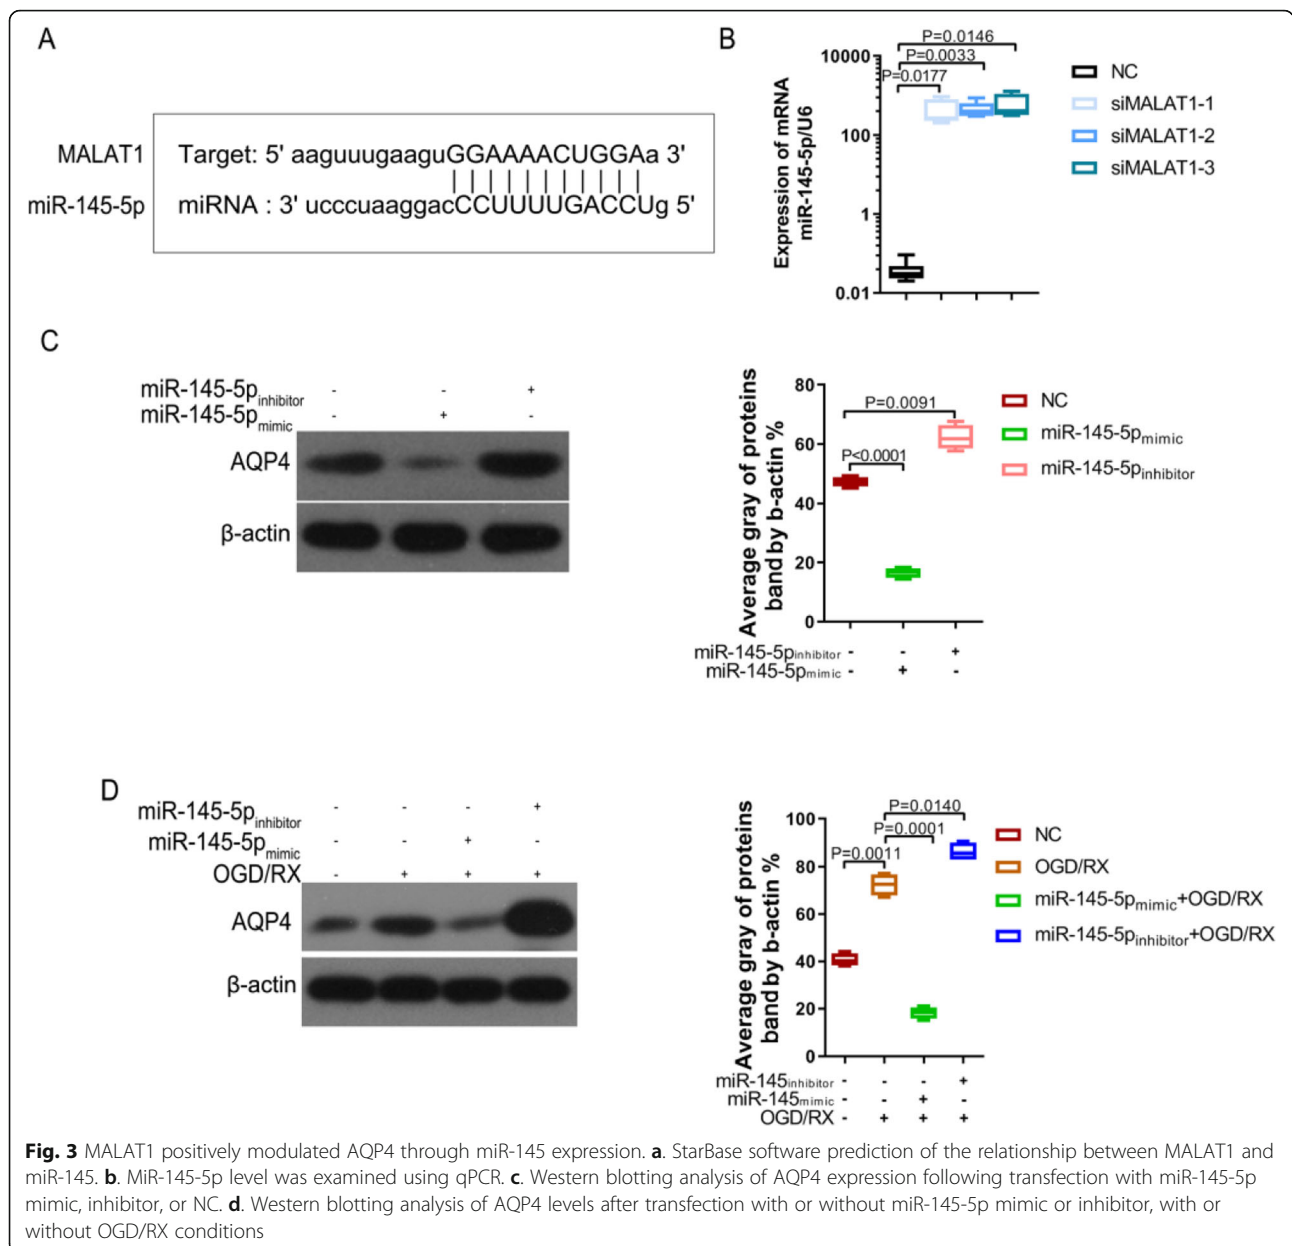 A
MALAT1 Target: 5' aaguuugaaguGGAAAACUGGAa 3'
miR-145-5p miRNA : 3' ucccuaaggacCCUUUUGACCUg 5'
B
P=0.0146
P=0.0033
P=0.0177
10000
100
1
0.01
Expression of mRNA
miR-145-5p/U6
NC
siMALAT1-1
siMALAT1-2
siMALAT1-3
C
miR-145-5pinhibitor - - +
miR-145-5pmimic - + -
AQP4
β-actin
Average gray of proteins
band by b-actin %
80
60
40
20
0
P=0.0091
P<0.0001
NC
miR-145-5pmimic
miR-145-5pinhibitor
miR-145-5pinhibitor - - +
miR-145-5pmimic - + -
D
miR-145-5pinhibitor - - - +
miR-145-5pmimic - - + -
OGD/RX - + + +
AQP4
β-actin
Average gray of proteins
band by b-actin %
100
80
60
40
20
0
P=0.0140
P=0.0001
P=0.0011
NC
OGD/RX
miR-145-5pmimic+OGD/RX
miR-145-5pinhibitor+OGD/RX
miR-145inhibitor - - - +
miR-145mimic - - + -
OGD/RX - + + +
Fig. 3 MALAT1 positively modulated AQP4 through miR-145 expression. a. StarBase software prediction of the relationship between MALAT1 and
miR-145. b. MiR-145-5p level was examined using qPCR. c. Western blotting analysis of AQP4 expression following transfection with miR-145-5p
mimic, inhibitor, or NC. d. Western blotting analysis of AQP4 levels after transfection with or without miR-145-5p mimic or inhibitor, with or
without OGD/RX conditions